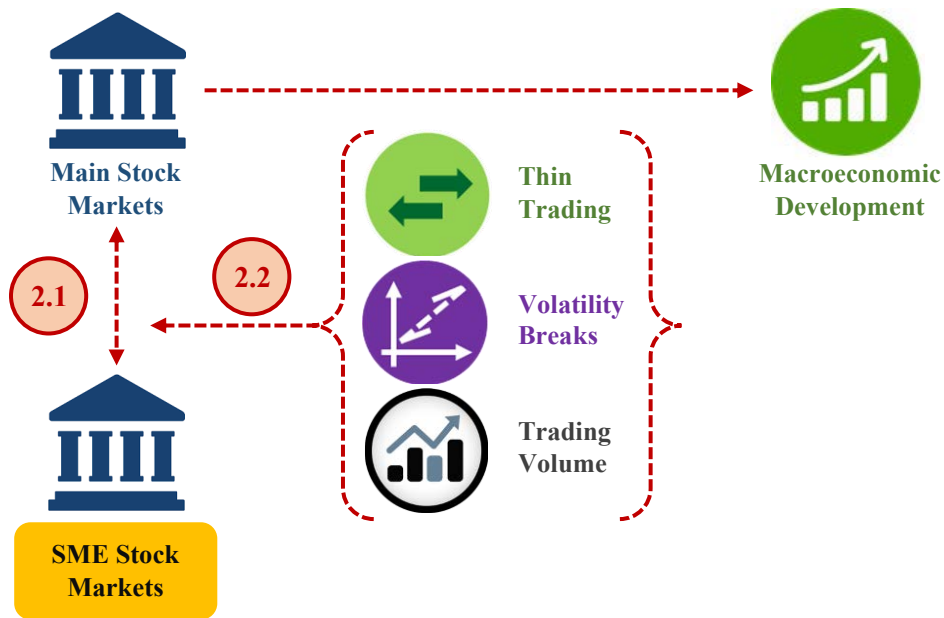 Main Stock
Markets
Macroeconomic
Development
Thin
Trading
2.1
2.2
Volatility
Breaks
Trading
Volume
SME Stock
Markets